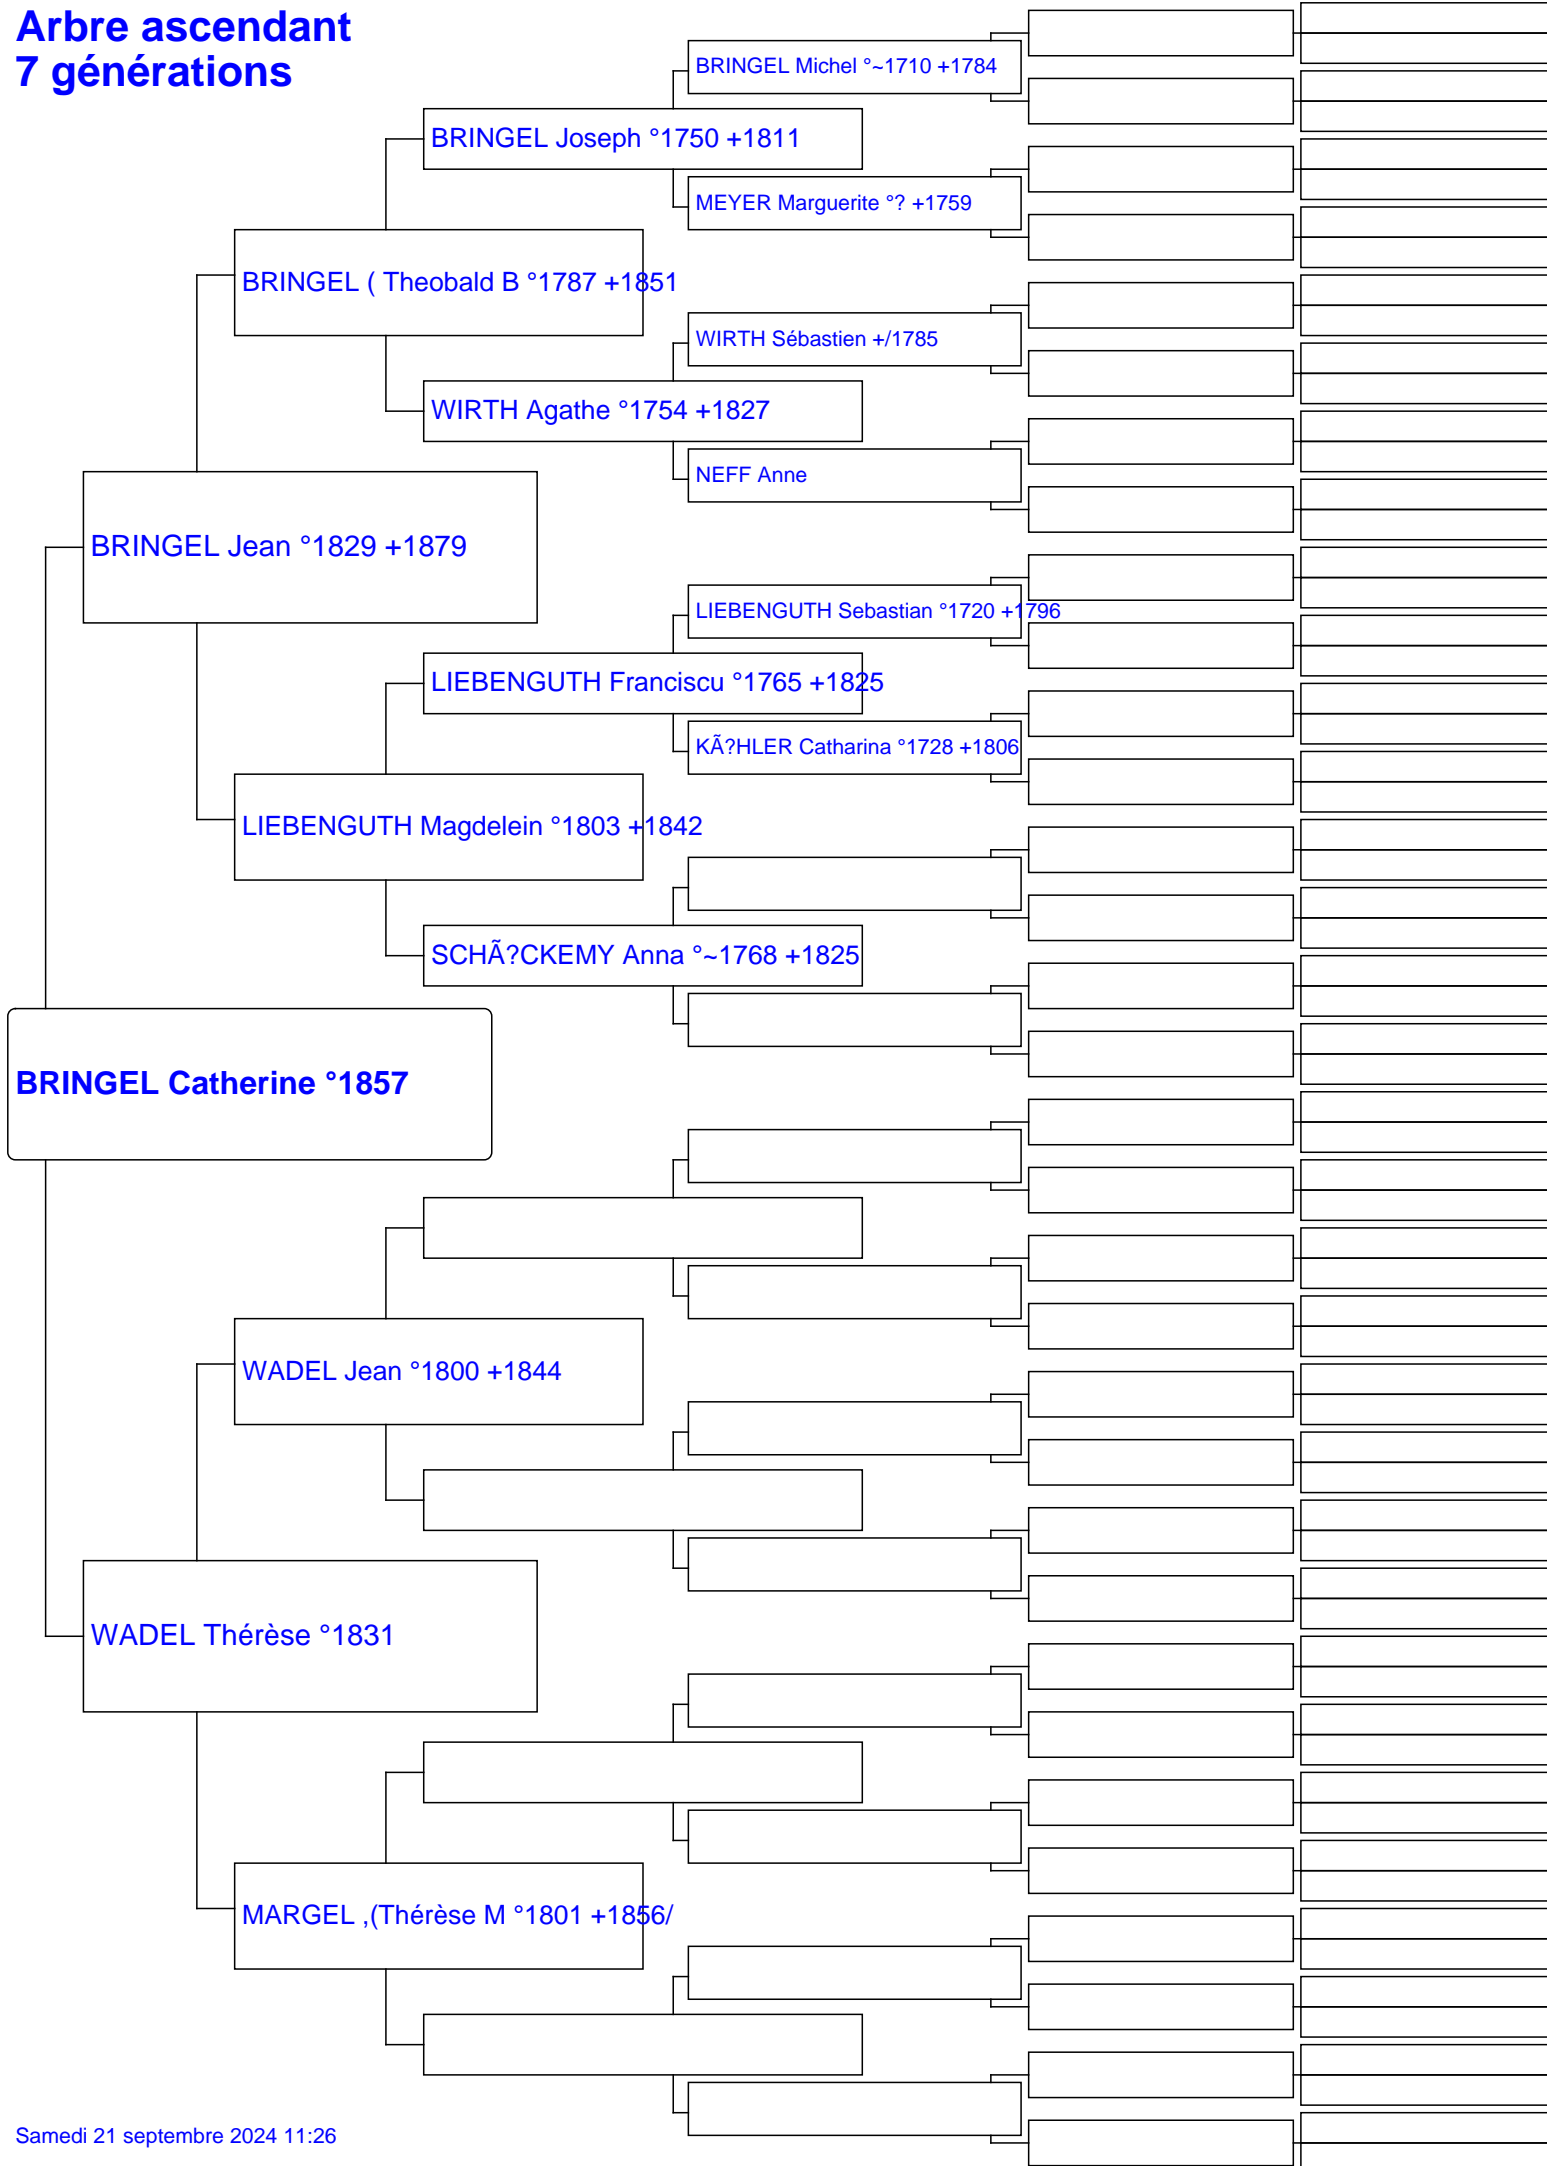 Arbre ascendant
7 générations
BRINGEL Michel °~1710 +1784
BRINGEL Joseph °1750 +1811
MEYER Marguerite °? +1759
BRINGEL ( Theobald B °1787 +1851
WIRTH Sébastien +/1785
WIRTH Agathe °1754 +1827
NEFF Anne
BRINGEL Jean °1829 +1879
LIEBENGUTH Sebastian °1720 +1796
LIEBENGUTH Franciscu °1765 +1825
KÃ?HLER Catharina °1728 +1806
LIEBENGUTH Magdelein °1803 +1842
SCHÃ?CKEMY Anna °~1768 +1825
BRINGEL Catherine °1857
WADEL Jean °1800 +1844
WADEL Thérèse °1831
MARGEL ,(Thérèse M °1801 +1856/
Samedi 21 septembre 2024 11:26